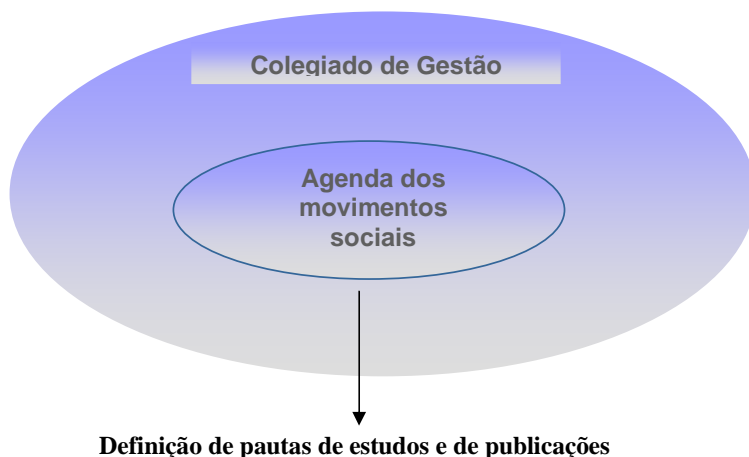 Colegiado de Gestão
Agenda dos
movimentos
sociais
Definição de pautas de estudos e de publicações